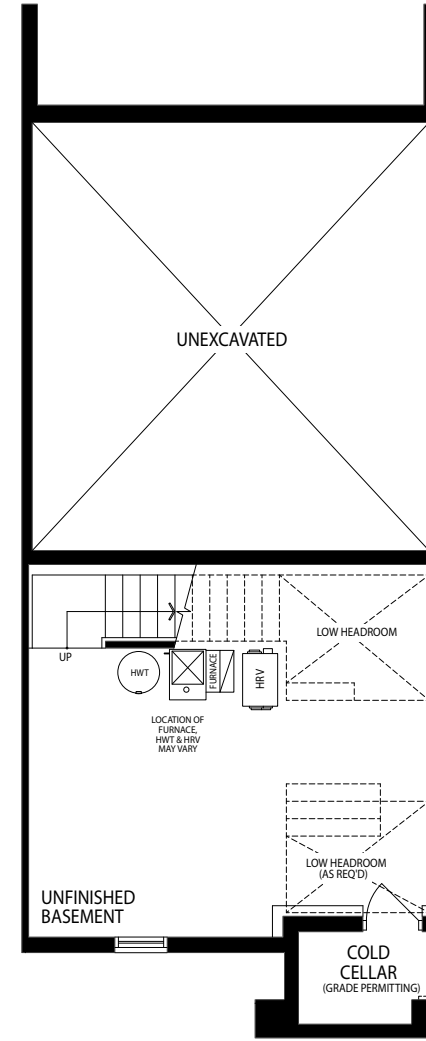 UNEXCAVATED
LOW HEADROOM
UP
HWT
FURNACE
HRV
LOCATION OF
FURNACE,
HWT & HRV
MAY VARY
LOW HEADROOM
(AS REQ'D)
UNFINISHED
BASEMENT
COLD
CELLAR
(GRADE PERMITTING)